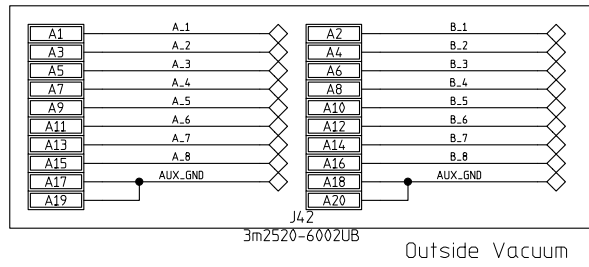 A1 A_1 A2 B_1
A3 A_2 A4 B_2
A5 A_3 A6 B_3
A7 A_4 A8 B_4
A9 A_5 A10 B_5
A11 A_6 A12 B_6
A13 A_7 A14 B_7
A15 A_8 A16 B_8
A17 AUX_GND A18 AUX_GND
A19 A20
J42
3m2520-6002UB
Outside Vacuum